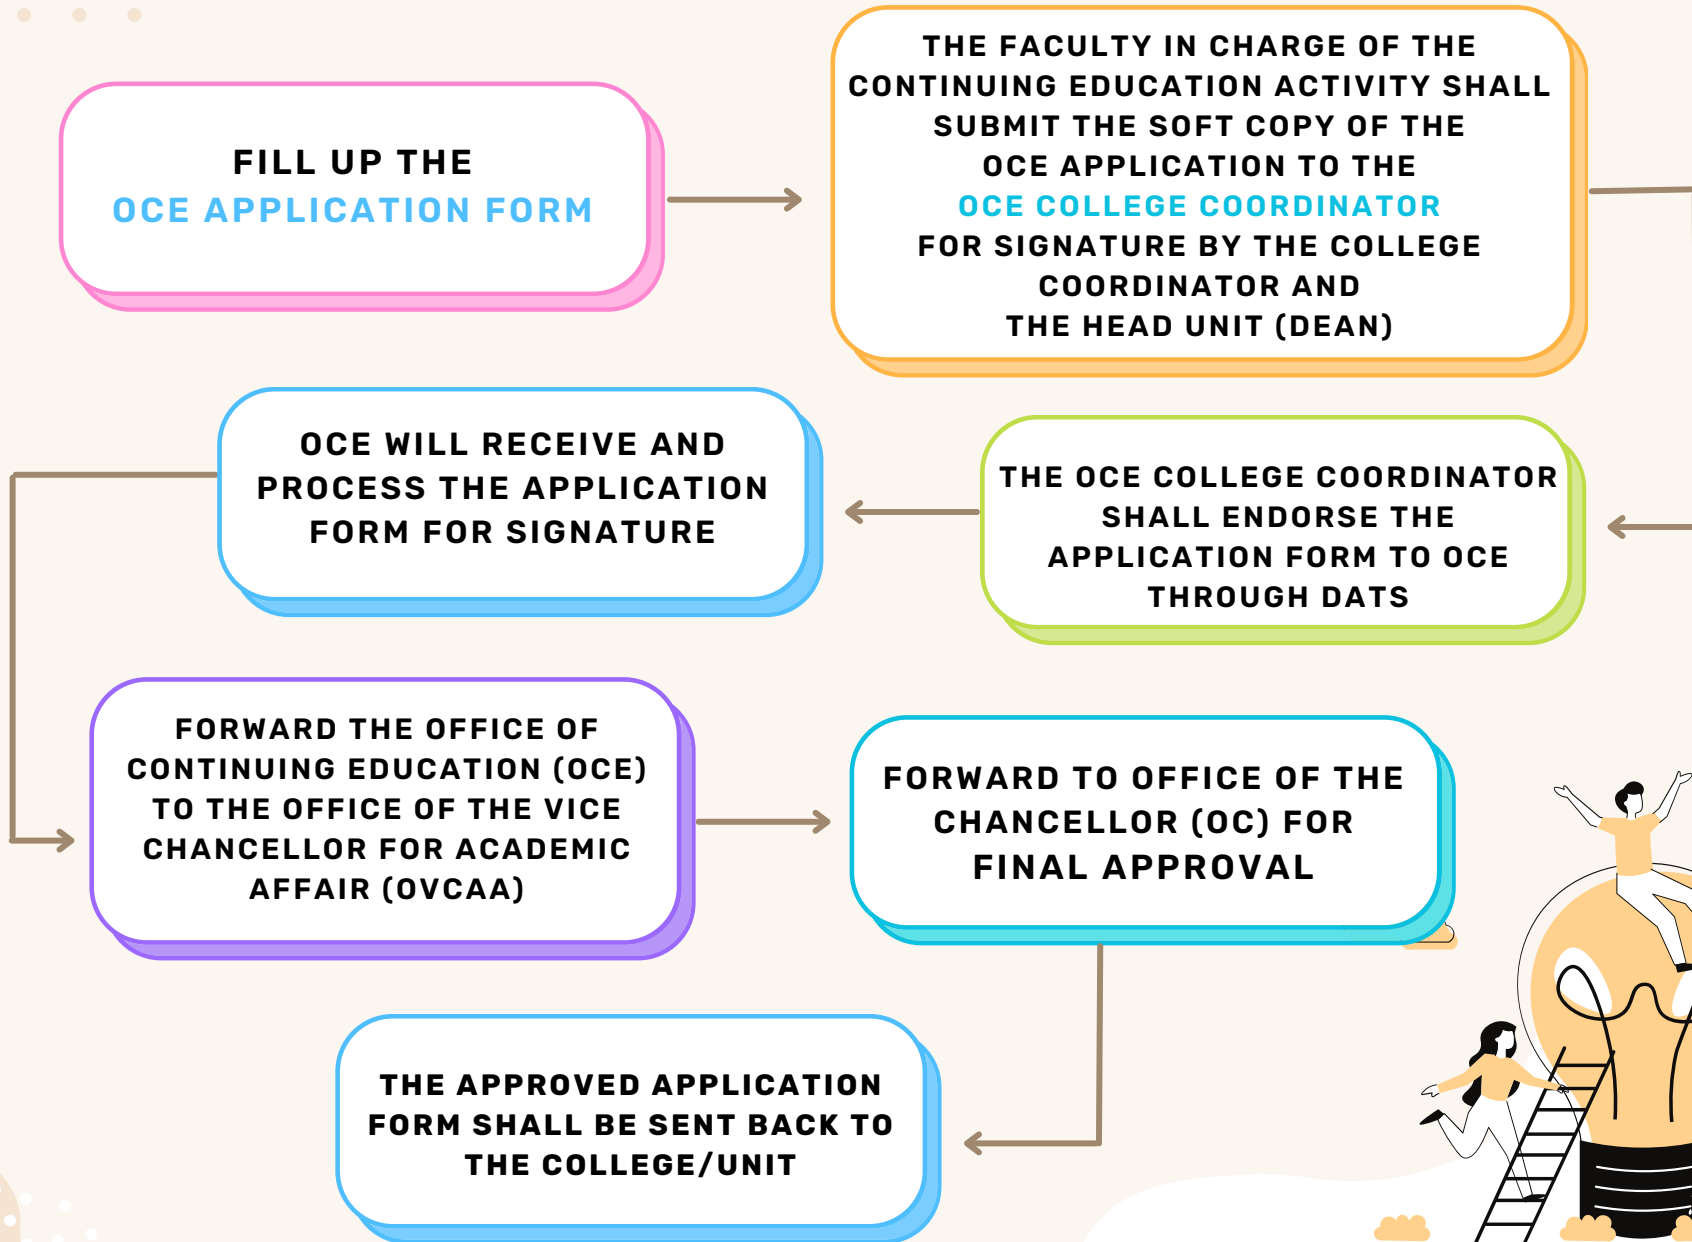 FILL UP THE
OCE APPLICATION FORM
THE FACULTY IN CHARGE OF THE
CONTINUING EDUCATION ACTIVITY SHALL
SUBMIT THE SOFT COPY OF THE
OCE APPLICATION TO THE
OCE COLLEGE COORDINATOR
FOR SIGNATURE BY THE COLLEGE
COORDINATOR AND
THE HEAD UNIT (DEAN)
THE OCE COLLEGE COORDINATOR
SHALL ENDORSE THE
APPLICATION FORM TO OCE
THROUGH DATS
OCE WILL RECEIVE AND
PROCESS THE APPLICATION
FORM FOR SIGNATURE
FORWARD THE OFFICE OF
CONTINUING EDUCATION (OCE)
TO THE OFFICE OF THE VICE
CHANCELLOR FOR ACADEMIC
AFFAIR (OVCAA)
FORWARD TO OFFICE OF THE
CHANCELLOR (OC) FOR
FINAL APPROVAL
THE APPROVED APPLICATION
FORM SHALL BE SENT BACK TO
THE COLLEGE/UNIT